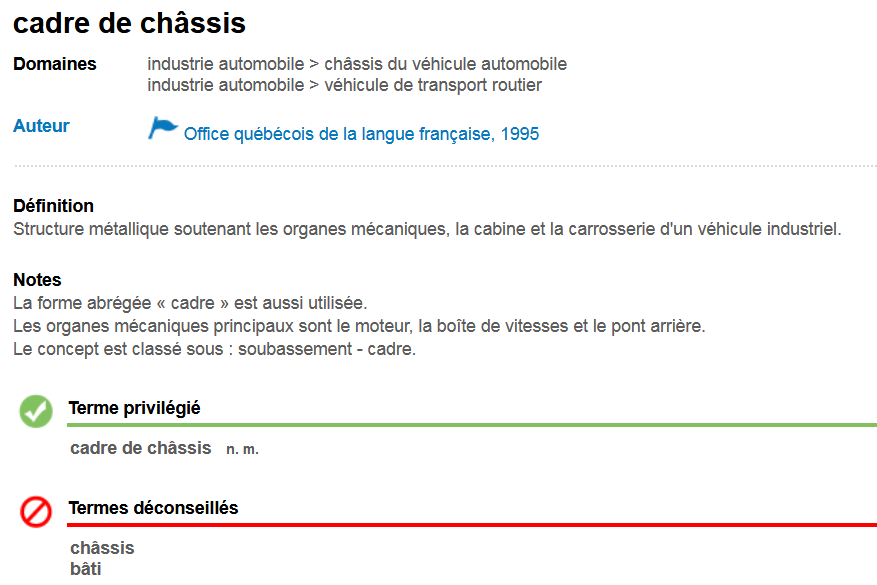 cadre de châssis
Domaines industrie automobile > châssis du véhicule automobile
industrie automobile > véhicule de transport routier
Auteur Office québécois de la langue française, 1995
Définition
Structure métallique soutenant les organes mécaniques, la cabine et la carrosserie d'un véhicule industriel.
Notes
La forme abrégée « cadre » est aussi utilisée.
Les organes mécaniques principaux sont le moteur, la boîte de vitesses et le pont arrière.
Le concept est classé sous : soubassement - cadre.
Terme privilégié
cadre de châssis n. m.
Termes déconseillés
châssis
bâti